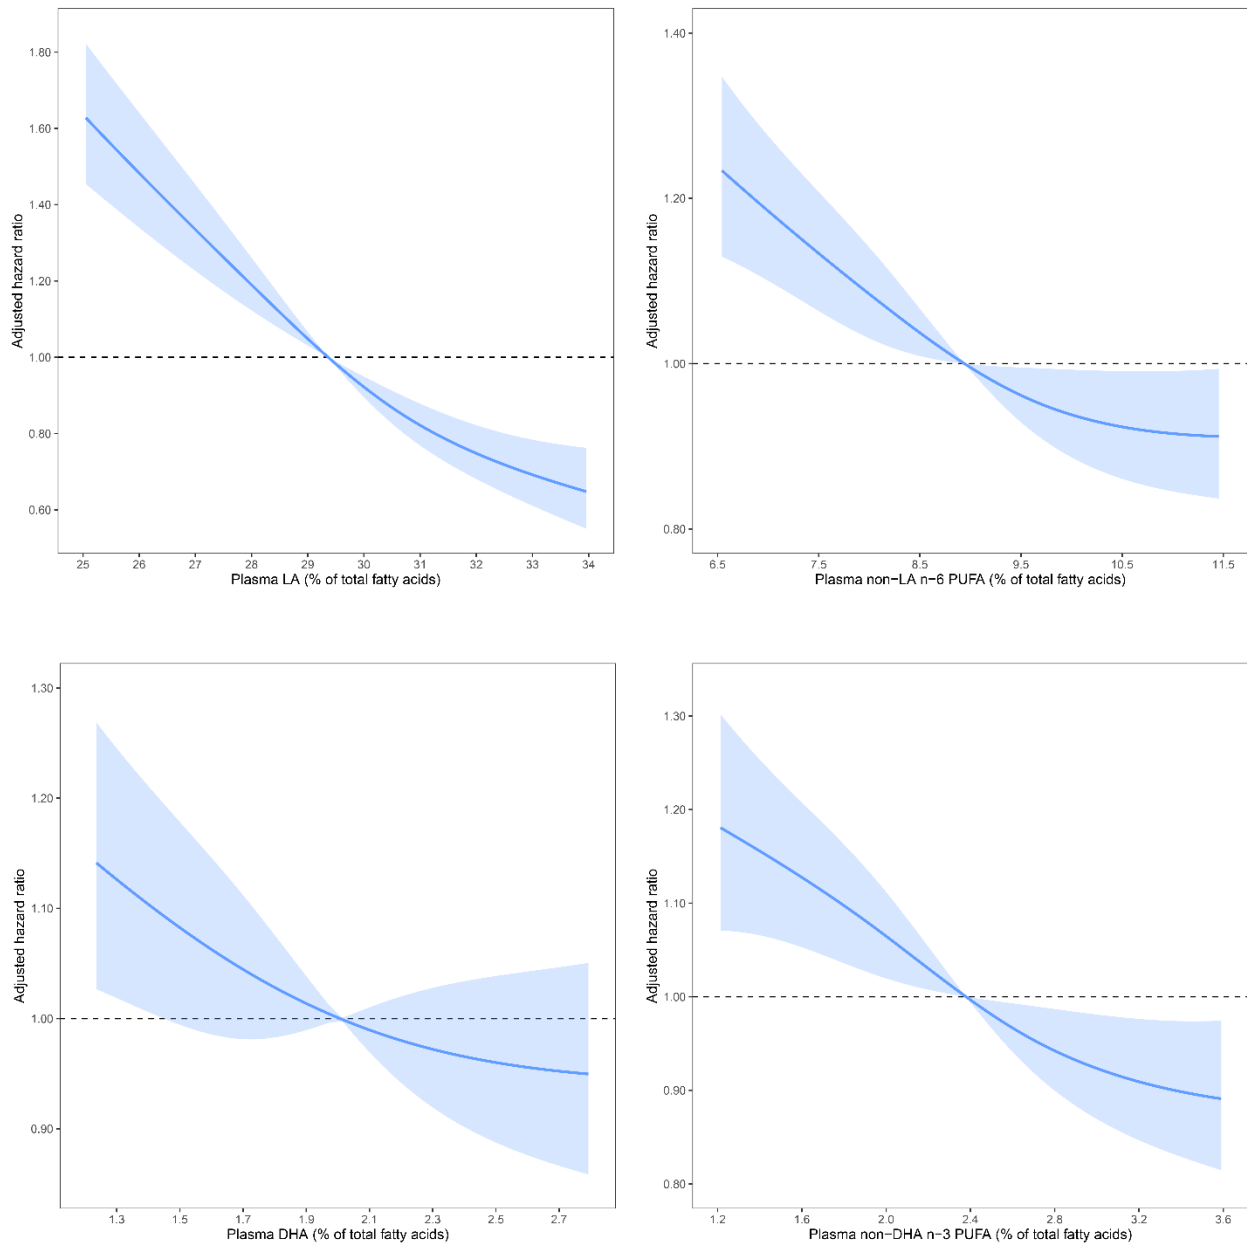 Adjusted hazard ratio
1.80
1.60
1.40
1.20
1.00
0.80
0.60
25 26 27 28 29 30 31 32 33 34
Plasma LA (% of total fatty acids)
Adjusted hazard ratio
1.40
1.20
1.00
0.80
6.5 7.5 8.5 9.5 10.5 11.5
Plasma non−LA n−6 PUFA (% of total fatty acids)
Adjusted hazard ratio
1.30
1.20
1.10
1.00
0.90
1.3 1.5 1.7 1.9 2.1 2.3 2.5 2.7
Plasma DHA (% of total fatty acids)
Adjusted hazard ratio
1.30
1.20
1.10
1.00
0.90
0.80
1.2 1.6 2.0 2.4 2.8 3.2 3.6
Plasma non−DHA n−3 PUFA (% of total fatty acids)